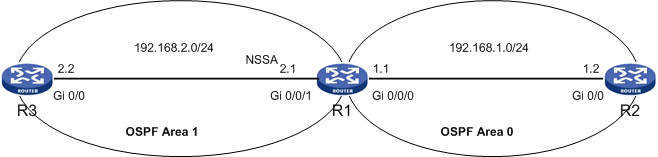 192.168.2.0/24
192.168.1.0/24
NSSA
2.2
2.1
1.1
1.2
ROUTER
ROUTER
ROUTER
Gi 0/0
Gi 0/0/1
Gi 0/0/0
Gi 0/0
R3
R1
R2
OSPF Area 1
OSPF Area 0